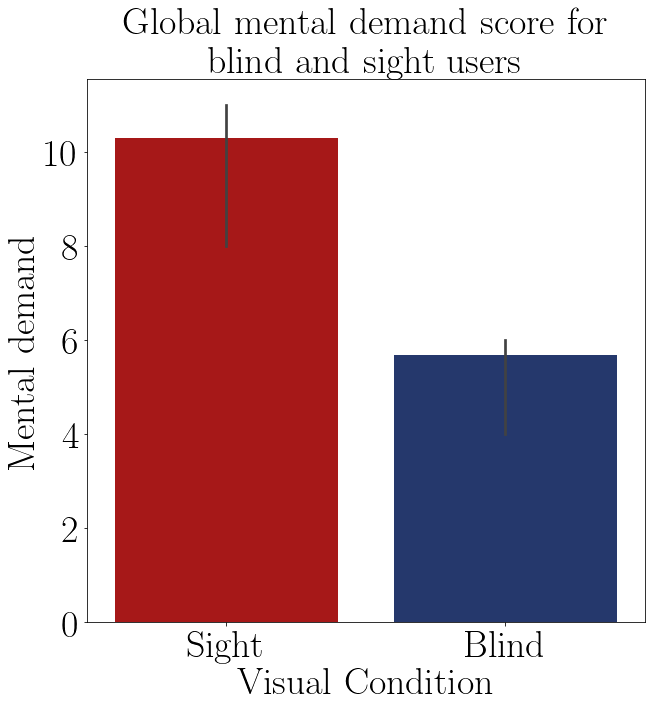 Global mental demand score for
blind and sight users
Mental demand
10
8
6
4
2
0
Sight
Blind
Visual Condition